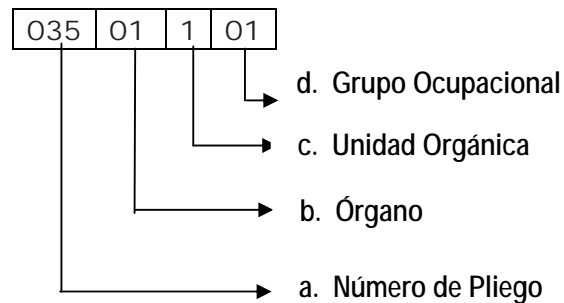 035 01 1 01
d. Grupo Ocupacional
c. Unidad Orgánica
b. Órgano
a. Número de Pliego